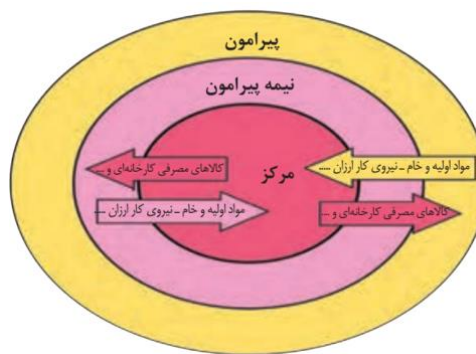 پیرامون
نیمه پیرامون
مواد اولیه و خام ـ نیروی کار ارزان .....
کالاهای مصرفی کارخانه‌ای و ....
مرکز
مواد اولیه و خام ـ نیروی کار ارزان ....
کالاهای مصرفی کارخانه‌ای و ...